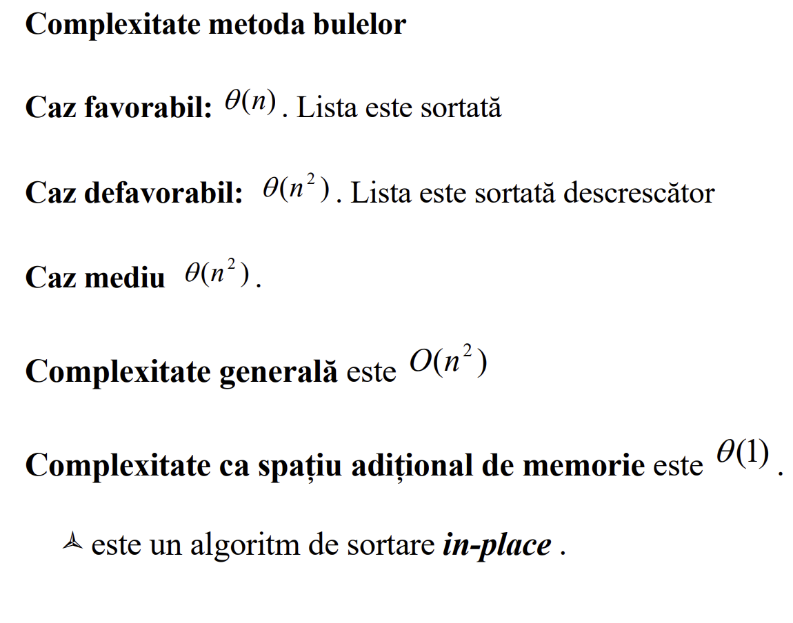 Complexitate metoda bulelor
Caz favorabil: θ(n) . Lista este sortată
Caz defavorabil: θ(n²) . Lista este sortată descrescător
Caz mediu θ(n²) .
Complexitate generală este O(n²)
Complexitate ca spațiu adițional de memorie este θ(1) .
⮚ este un algoritm de sortare in-place .